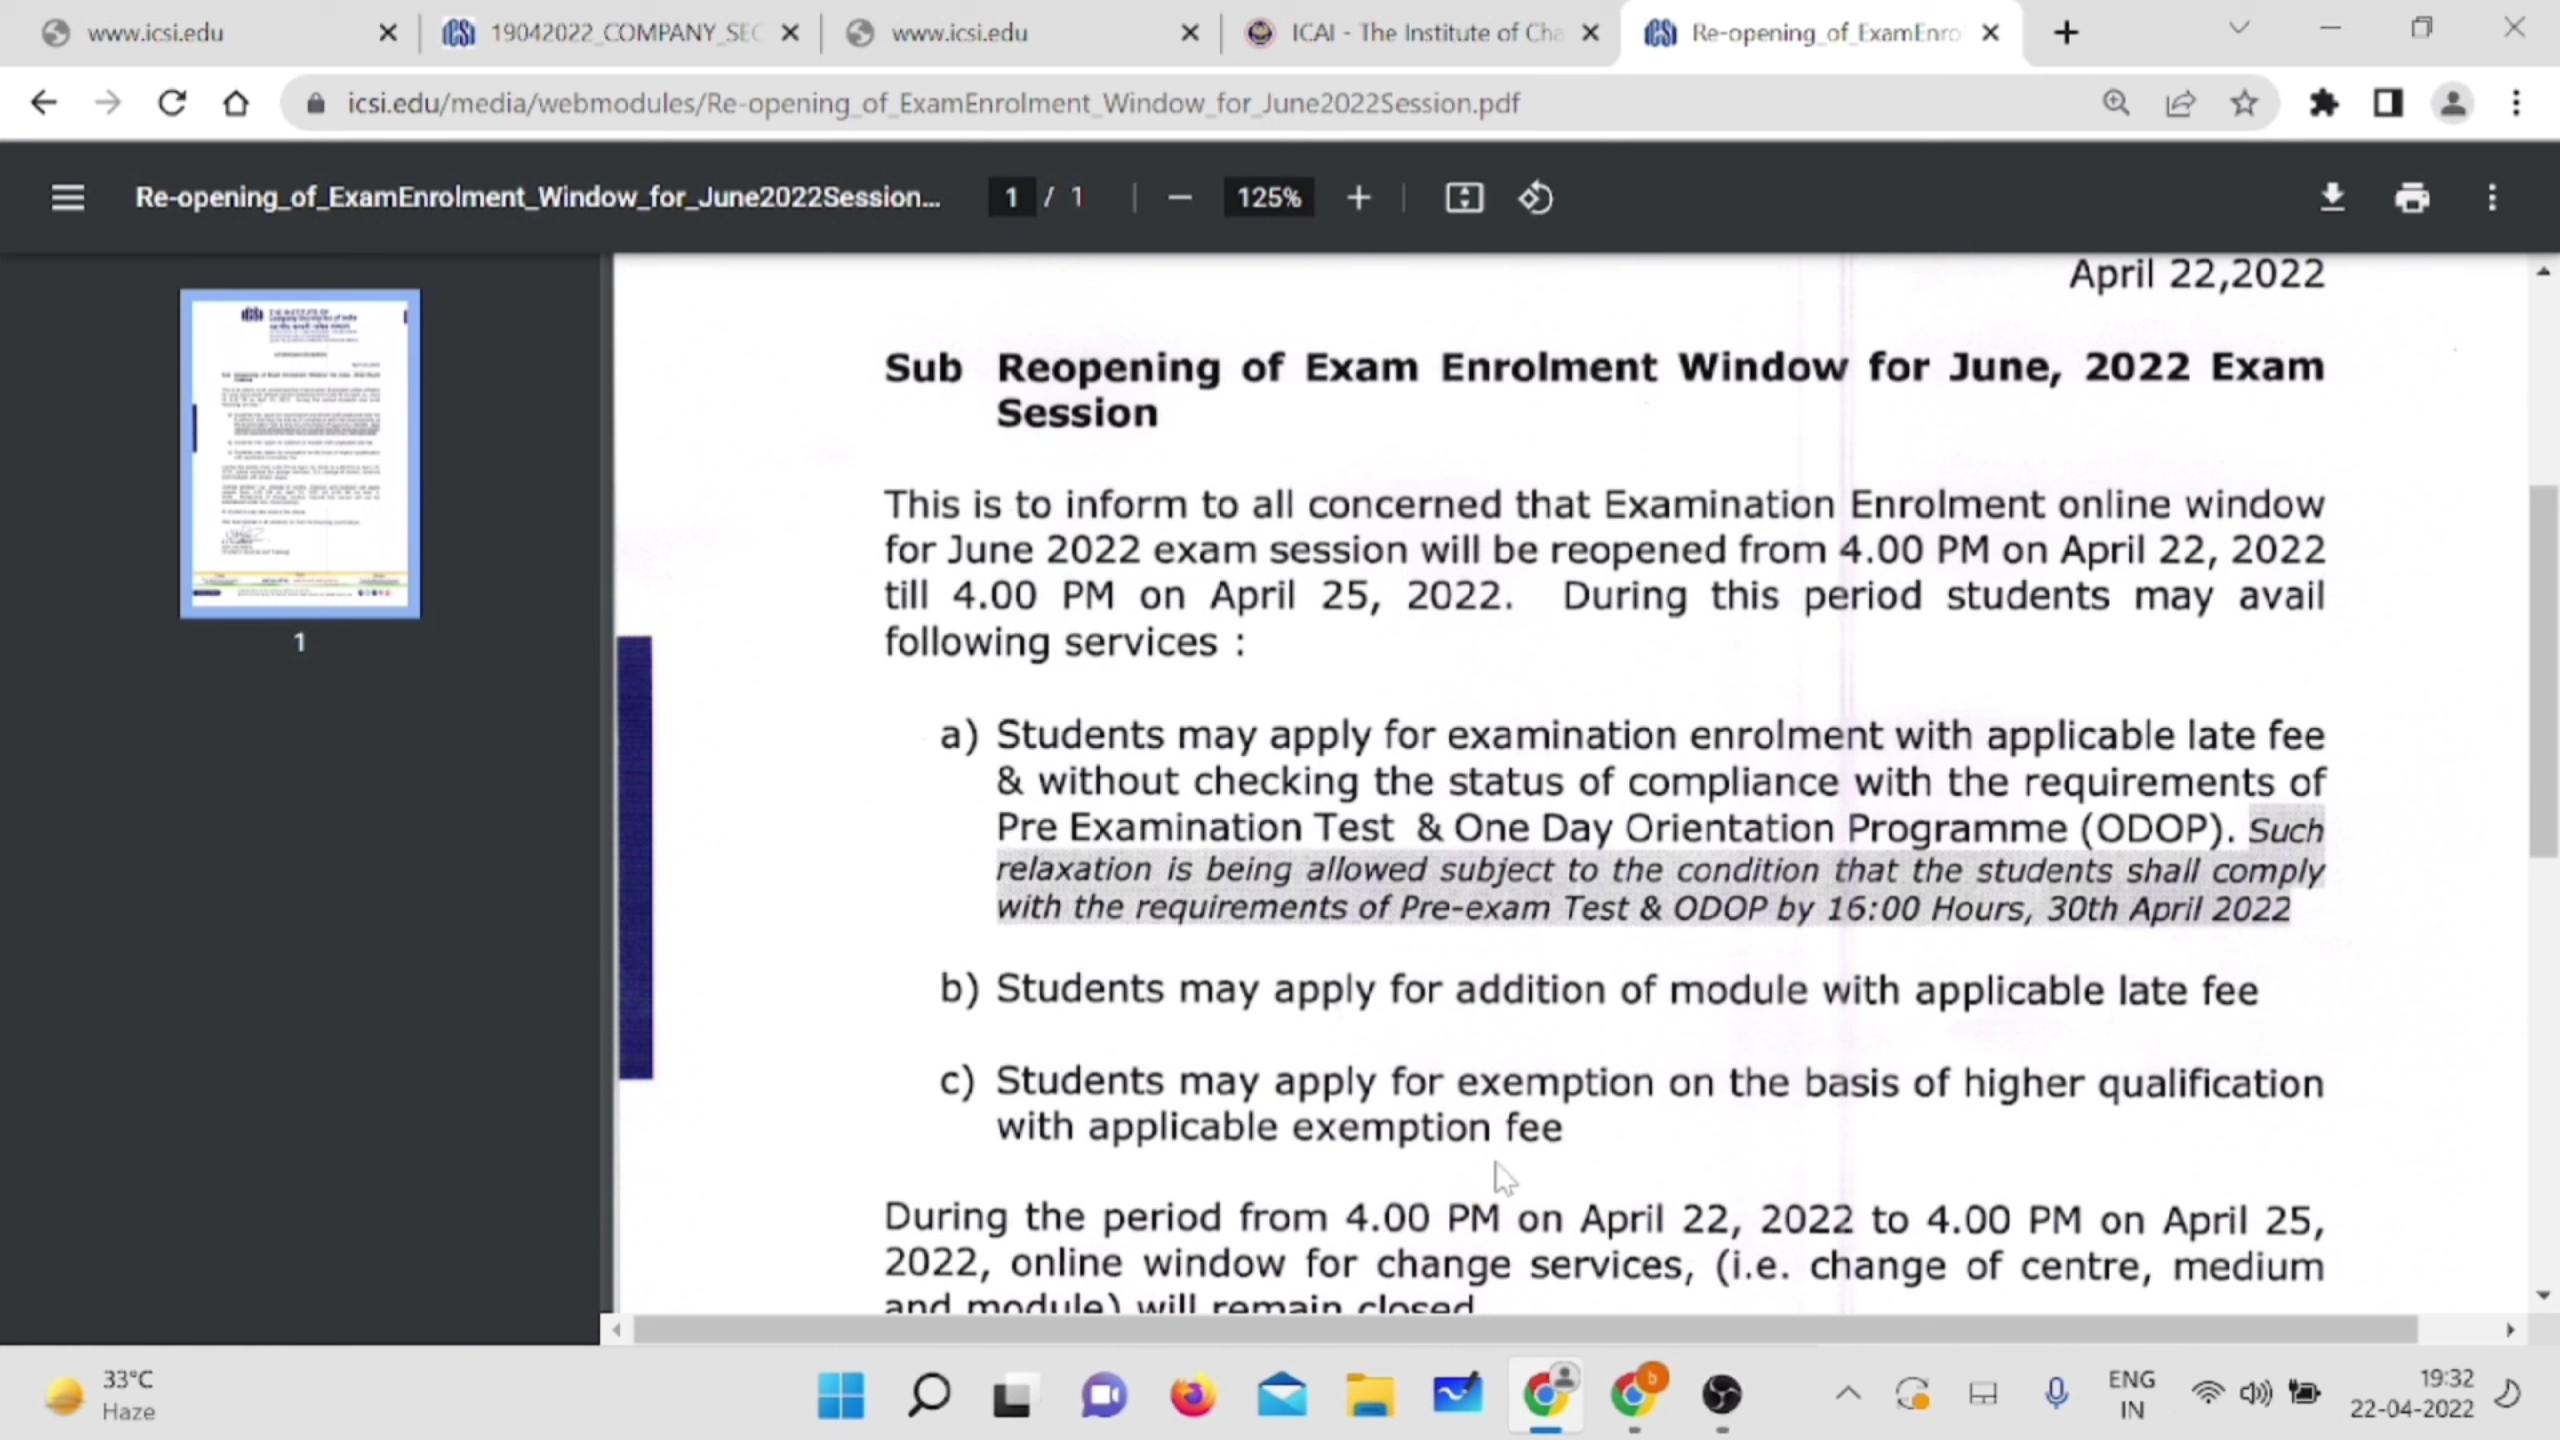 www.icsi.edu
19042022_COMPANY_SEC
www.icsi.edu
ICAI - The Institute of Cha
Re-opening_of_ExamEnro
icsi.edu/media/webmodules/Re-opening_of_ExamEnrolment_Window_for_June2022Session.pdf
Re-opening_of_ExamEnrolment_Window_for_June2022Session...
1 / 1
125%
1
April 22,2022
Sub Reopening of Exam Enrolment Window for June, 2022 Exam
Session
This is to inform to all concerned that Examination Enrolment online window
for June 2022 exam session will be reopened from 4.00 PM on April 22, 2022
till 4.00 PM on April 25, 2022. During this period students may avail
following services :
a) Students may apply for examination enrolment with applicable late fee
& without checking the status of compliance with the requirements of
Pre Examination Test & One Day Orientation Programme (ODOP). Such
relaxation is being allowed subject to the condition that the students shall comply
with the requirements of Pre-exam Test & ODOP by 16:00 Hours, 30th April 2022
b) Students may apply for addition of module with applicable late fee
c) Students may apply for exemption on the basis of higher qualification
with applicable exemption fee
During the period from 4.00 PM on April 22, 2022 to 4.00 PM on April 25,
2022, online window for change services, (i.e. change of centre, medium
and module) will remain closed
33°C
Haze
b
ENG
IN
19:32
22-04-2022